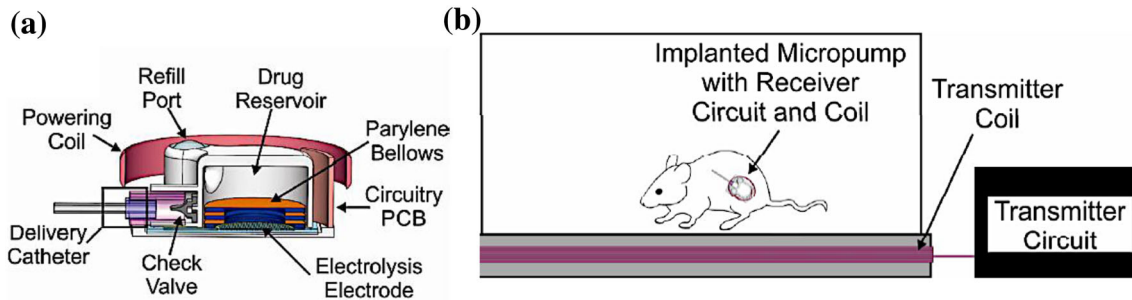 (a)
Refill
Port
Drug
Reservoir
Powering
Coil
Parylene
Bellows
Circuitry
PCB
Delivery
Catheter
Check
Valve
Electrolysis
Electrode
(b)
Implanted Micropump
with Receiver
Circuit and Coil
Transmitter
Coil
Transmitter
Circuit